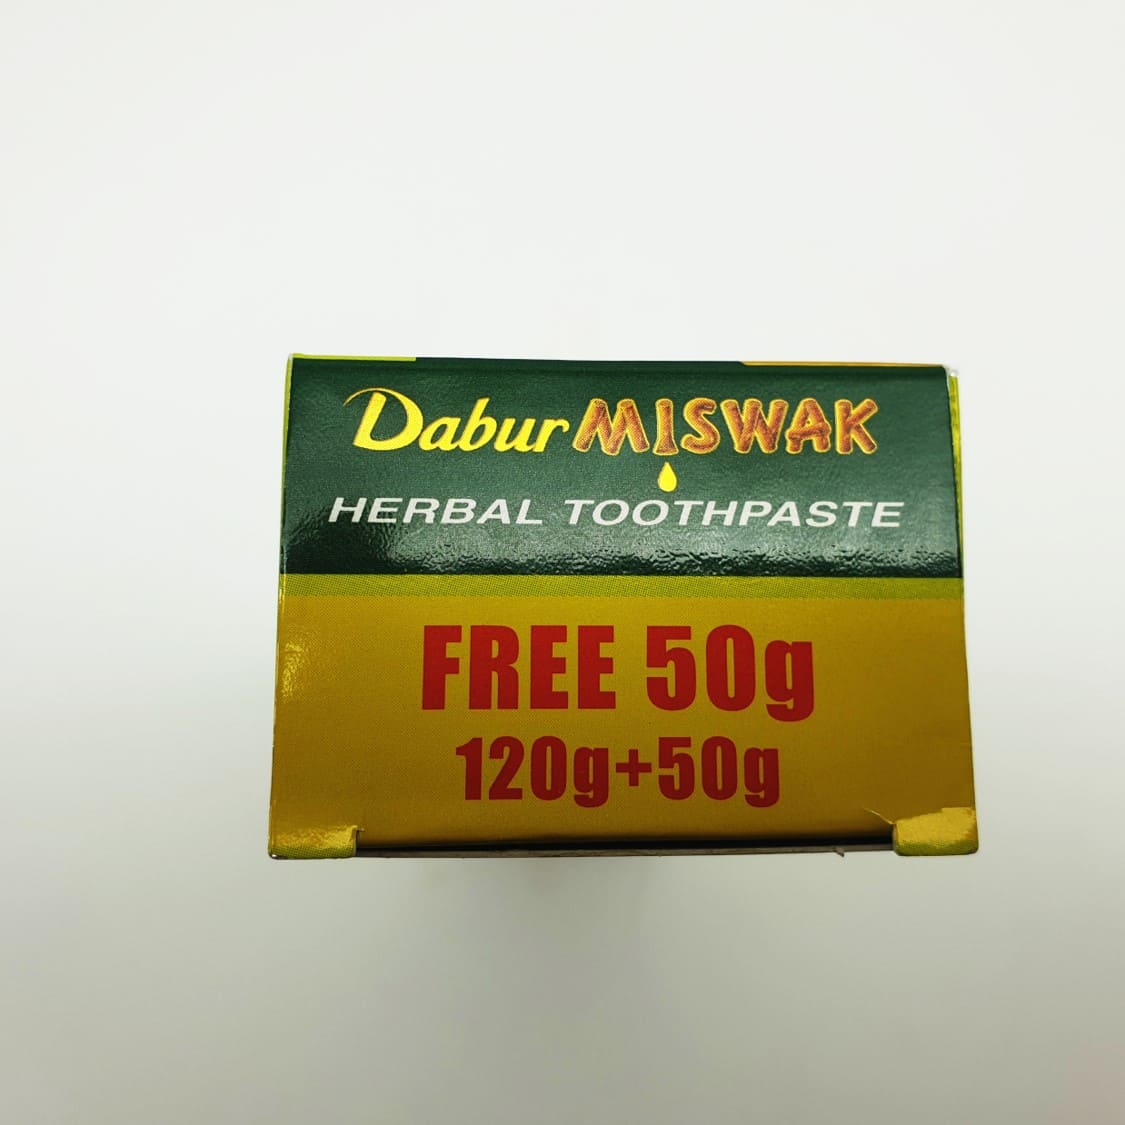 Dabur MISWAK
HERBAL TOOTHPASTE
FREE 50g
120g+50g